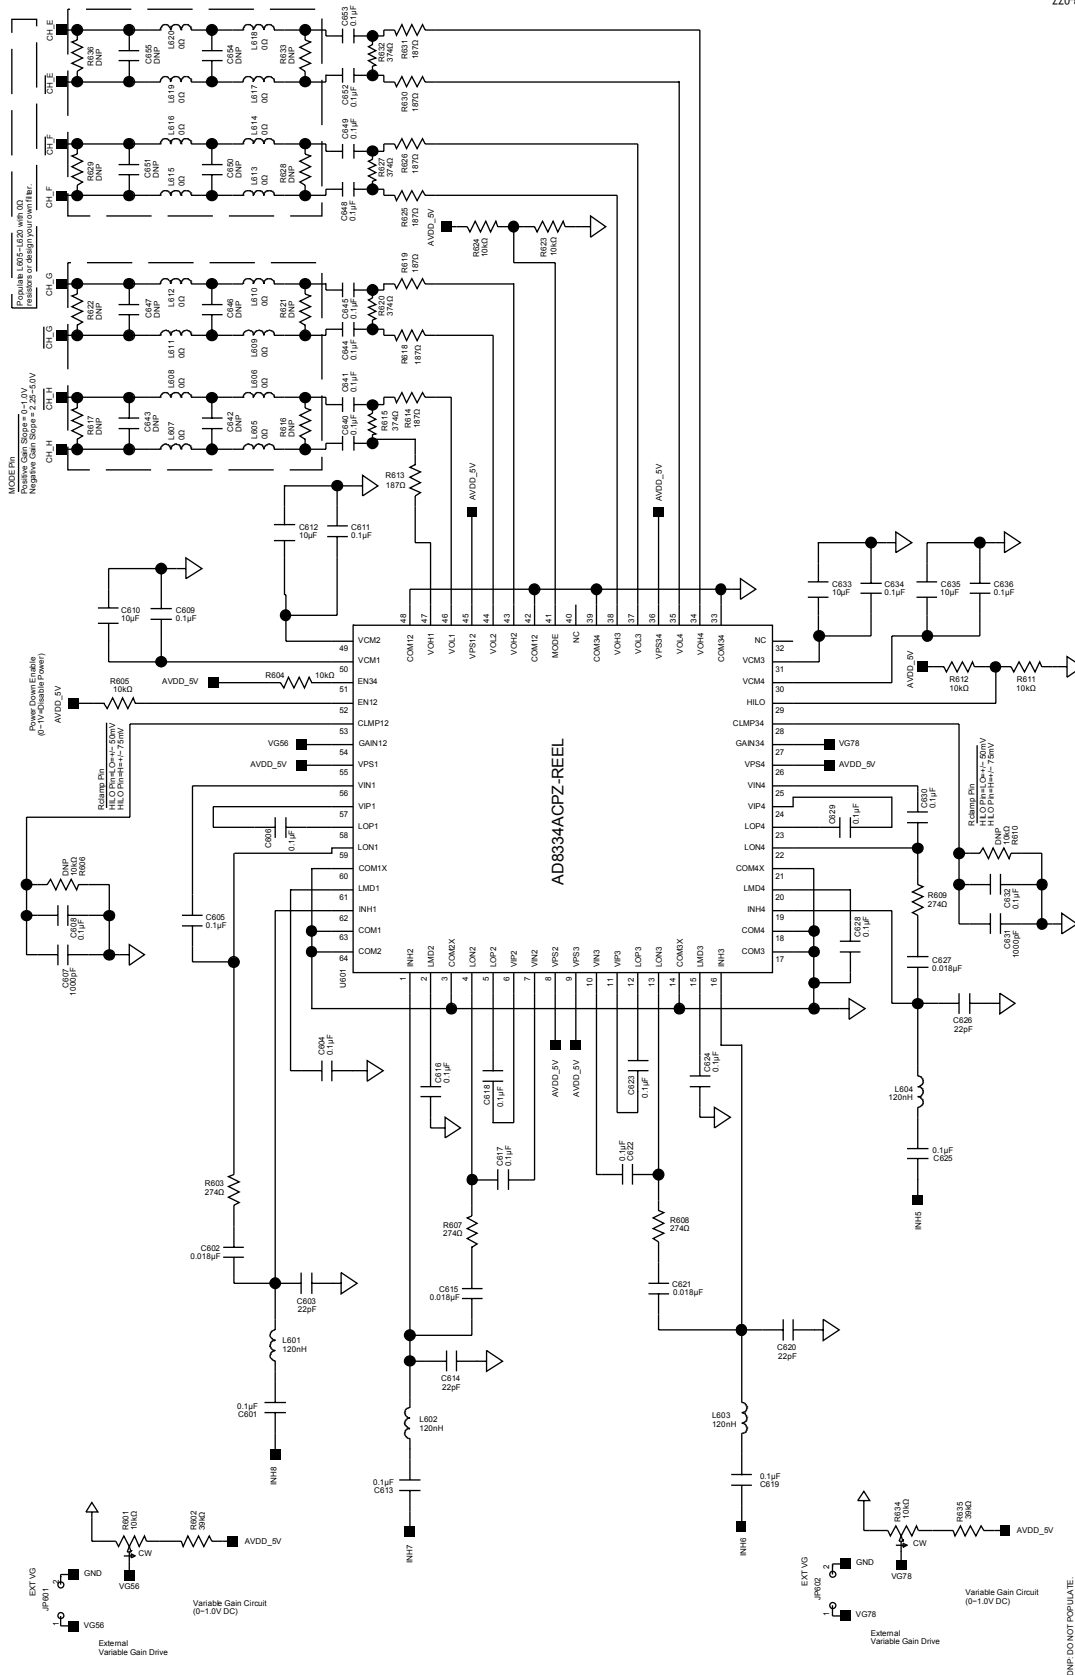 CH_E
R636
DNP
C655
DNP
L620
0Ω
C654
DNP
L618
0Ω
R633
DNP
C653
0.1µF
R632
374Ω
R631
187Ω
CH_E
L619
0Ω
L617
0Ω
C652
0.1µF
R630
187Ω
CH_F
R629
DNP
C651
DNP
L616
0Ω
C650
DNP
L614
0Ω
R628
DNP
C649
0.1µF
R627
374Ω
R626
187Ω
CH_F
L615
0Ω
L613
0Ω
C648
0.1µF
R625
187Ω
Populate L605–L620 with 0Ω
resistors or design your own filter.
AVDD_5V
R624
10kΩ
R623
10kΩ
CH_G
R622
DNP
C647
DNP
L612
0Ω
C646
DNP
L610
0Ω
R621
DNP
C645
0.1µF
R620
374Ω
R619
187Ω
CH_G
L611
0Ω
L609
0Ω
C644
0.1µF
R618
187Ω
CH_H
R617
DNP
C643
DNP
L608
0Ω
C642
DNP
L606
0Ω
R616
DNP
C641
0.1µF
R615
374Ω
R614
187Ω
CH_H
L607
0Ω
L605
0Ω
C640
0.1µF
R613
187Ω
MODE Pin
Positive Gain Slope = 0–1.0V
Negative Gain Slope = 2.25–5.0V
AVDD_5V
AVDD_5V
C612
10µF
C611
0.1µF
C610
10µF
C609
0.1µF
C633
10µF
C634
0.1µF
C635
10µF
C636
0.1µF
48
47
46
45
44
43
42
41
40
39
38
37
36
35
34
33
COM12
VOH1
VOL1
VPS12
VOL2
VOH2
COM12
MODE
NC
COM34
VOH3
VOL3
VPS34
VOL4
VOH4
COM34
49
VCM2
50
VCM1
51
EN34
52
EN12
53
CLMP12
54
GAIN12
55
VPS1
56
VIN1
57
VIP1
58
LOP1
59
LON1
60
COM1X
61
LMD1
62
INH1
63
COM1
64
COM2
U601
AD8334ACPZ-REEL
NC
32
VCM3
31
VCM4
30
HILO
29
CLMP34
28
GAIN34
27
VPS4
26
VIN4
25
VIP4
24
LOP4
23
LON4
22
COM4X
21
LMD4
20
INH4
19
COM4
18
COM3
17
INH2
LMD2
COM2X
LON2
LOP2
VIP2
VIN2
VPS2
VPS3
VIN3
VIP3
LOP3
LON3
COM3X
LMD3
INH3
1
2
3
4
5
6
7
8
9
10
11
12
13
14
15
16
Power Down Enable
(0–1V=Disable Power)
AVDD_5V
R605
10kΩ
AVDD_5V
R604
10kΩ
VG56
AVDD_5V
Rclamp Pin
HILO Pin=LO=+/– 50mV
HILO Pin=H=+/– 75mV
DNP
10kΩ
R606
C608
0.1µF
C607
1000pF
C606
0.1µF
C605
0.1µF
AVDD_5V
R612
10kΩ
R611
10kΩ
VG78
AVDD_5V
C630
0.1µF
C629
0.1µF
Rclamp Pin
HILO Pin=LO=+/– 50mV
HILO Pin=H=+/– 75mV
DNP
10kΩ
R610
C632
0.1µF
C631
1000pF
R609
274Ω
C628
0.1µF
C627
0.018µF
C626
22pF
L604
120nH
0.1µF
C625
INH5
C604
0.1µF
C616
0.1µF
C618
0.1µF
AVDD_5V
AVDD_5V
C623
0.1µF
C624
0.1µF
C617
0.1µF
0.1µF
C622
R603
274Ω
R607
274Ω
R608
274Ω
C602
0.018µF
C603
22pF
C615
0.018µF
C621
0.018µF
L601
120nH
C614
22pF
C620
22pF
0.1µF
C601
INH8
L602
120nH
L603
120nH
0.1µF
C613
INH7
0.1µF
C619
INH6
R601
10kΩ
R602
39kΩ
AVDD_5V
CW
VG56
EXT VG
JP601
2
GND
1
VG56
Variable Gain Circuit
(0–1.0V DC)
External
Variable Gain Drive
R634
10kΩ
R635
39kΩ
AVDD_5V
CW
VG78
EXT VG
JP602
2
GND
1
VG78
Variable Gain Circuit
(0–1.0V DC)
External
Variable Gain Drive
DNP: DO NOT POPULATE.